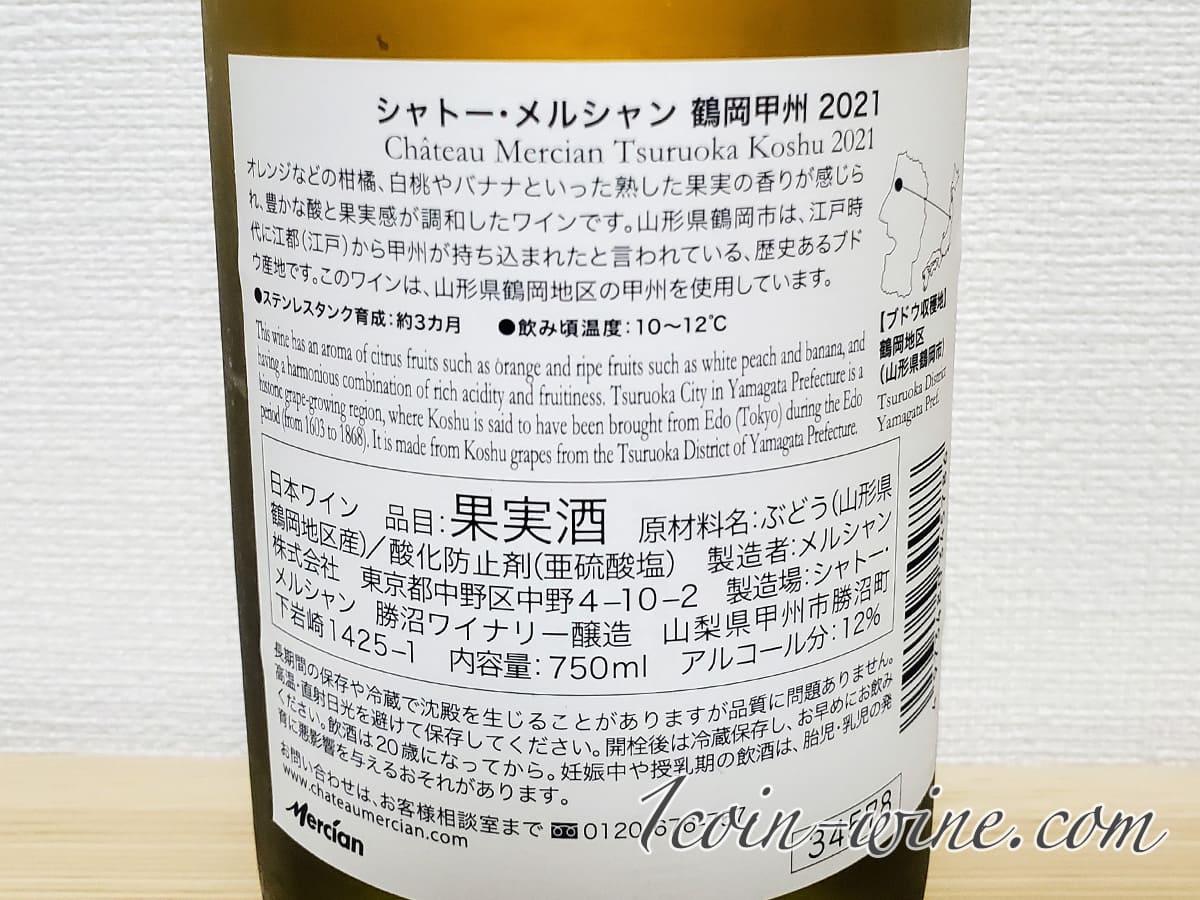 シャトー・メルシャン 鶴岡甲州 2021
Château Mercian Tsuruoka Koshu 2021
オレンジなどの柑橘、白桃やバナナといった熟した果実の香りが感じら
れ、豊かな酸と果実感が調和したワインです。山形県鶴岡市は、江戸時
代に江都（江戸）から甲州が持ち込まれたと言われている、歴史あるブド
ウ産地です。このワインは、山形県鶴岡地区の甲州を使用しています。
●ステンレスタンク育成：約3カ月 ●飲み頃温度：10～12℃
This wine has an aroma of citrus fruits such as orange and ripe fruits such as white peach and banana, and
having a harmonious combination of rich acidity and fruitiness. Tsuruoka City in Yamagata Prefecture is a
historic grape-growing region, where Koshu is said to have been brought from Edo (Tokyo) during the Edo
period (from 1603 to 1868). It is made from Koshu grapes from the Tsuruoka District of Yamagata Prefecture.
【ブドウ収穫地】
鶴岡地区
（山形県鶴岡市）
Tsuruoka District
Yamagata Pref.
日本ワイン 品目：果実酒 原材料名：ぶどう（山形県
鶴岡地区産）／酸化防止剤（亜硫酸塩） 製造者：メルシャン
株式会社 東京都中野区中野4-10-2 製造場：シャトー・
メルシャン 勝沼ワイナリー醸造 山梨県甲州市勝沼町
下岩崎1425-1 内容量：750ml アルコール分：12%
長期間の保存や冷蔵で沈殿を生じることがありますが品質に問題ありません。
高温・直射日光を避けて保存してください。開栓後は冷蔵保存し、お早めにお飲み
ください。飲酒は20歳になってから。妊娠中や授乳期の飲酒は、胎児・乳児の発
育に悪影響を与えるおそれがあります。
お問い合わせは、お客様相談室まで 0120-676-
www.chateaumercian.com
Mercian
1coin-wine.com